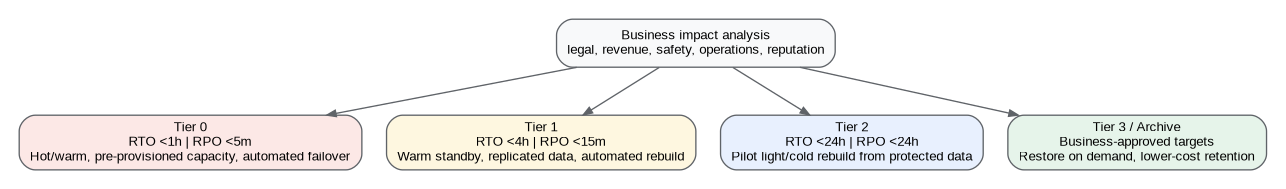 Business impact analysis
legal, revenue, safety, operations, reputation
Tier 0
RTO <1h | RPO <5m
Hot/warm, pre-provisioned capacity, automated failover
Tier 1
RTO <4h | RPO <15m
Warm standby, replicated data, automated rebuild
Tier 2
RTO <24h | RPO <24h
Pilot light/cold rebuild from protected data
Tier 3 / Archive
Business-approved targets
Restore on demand, lower-cost retention